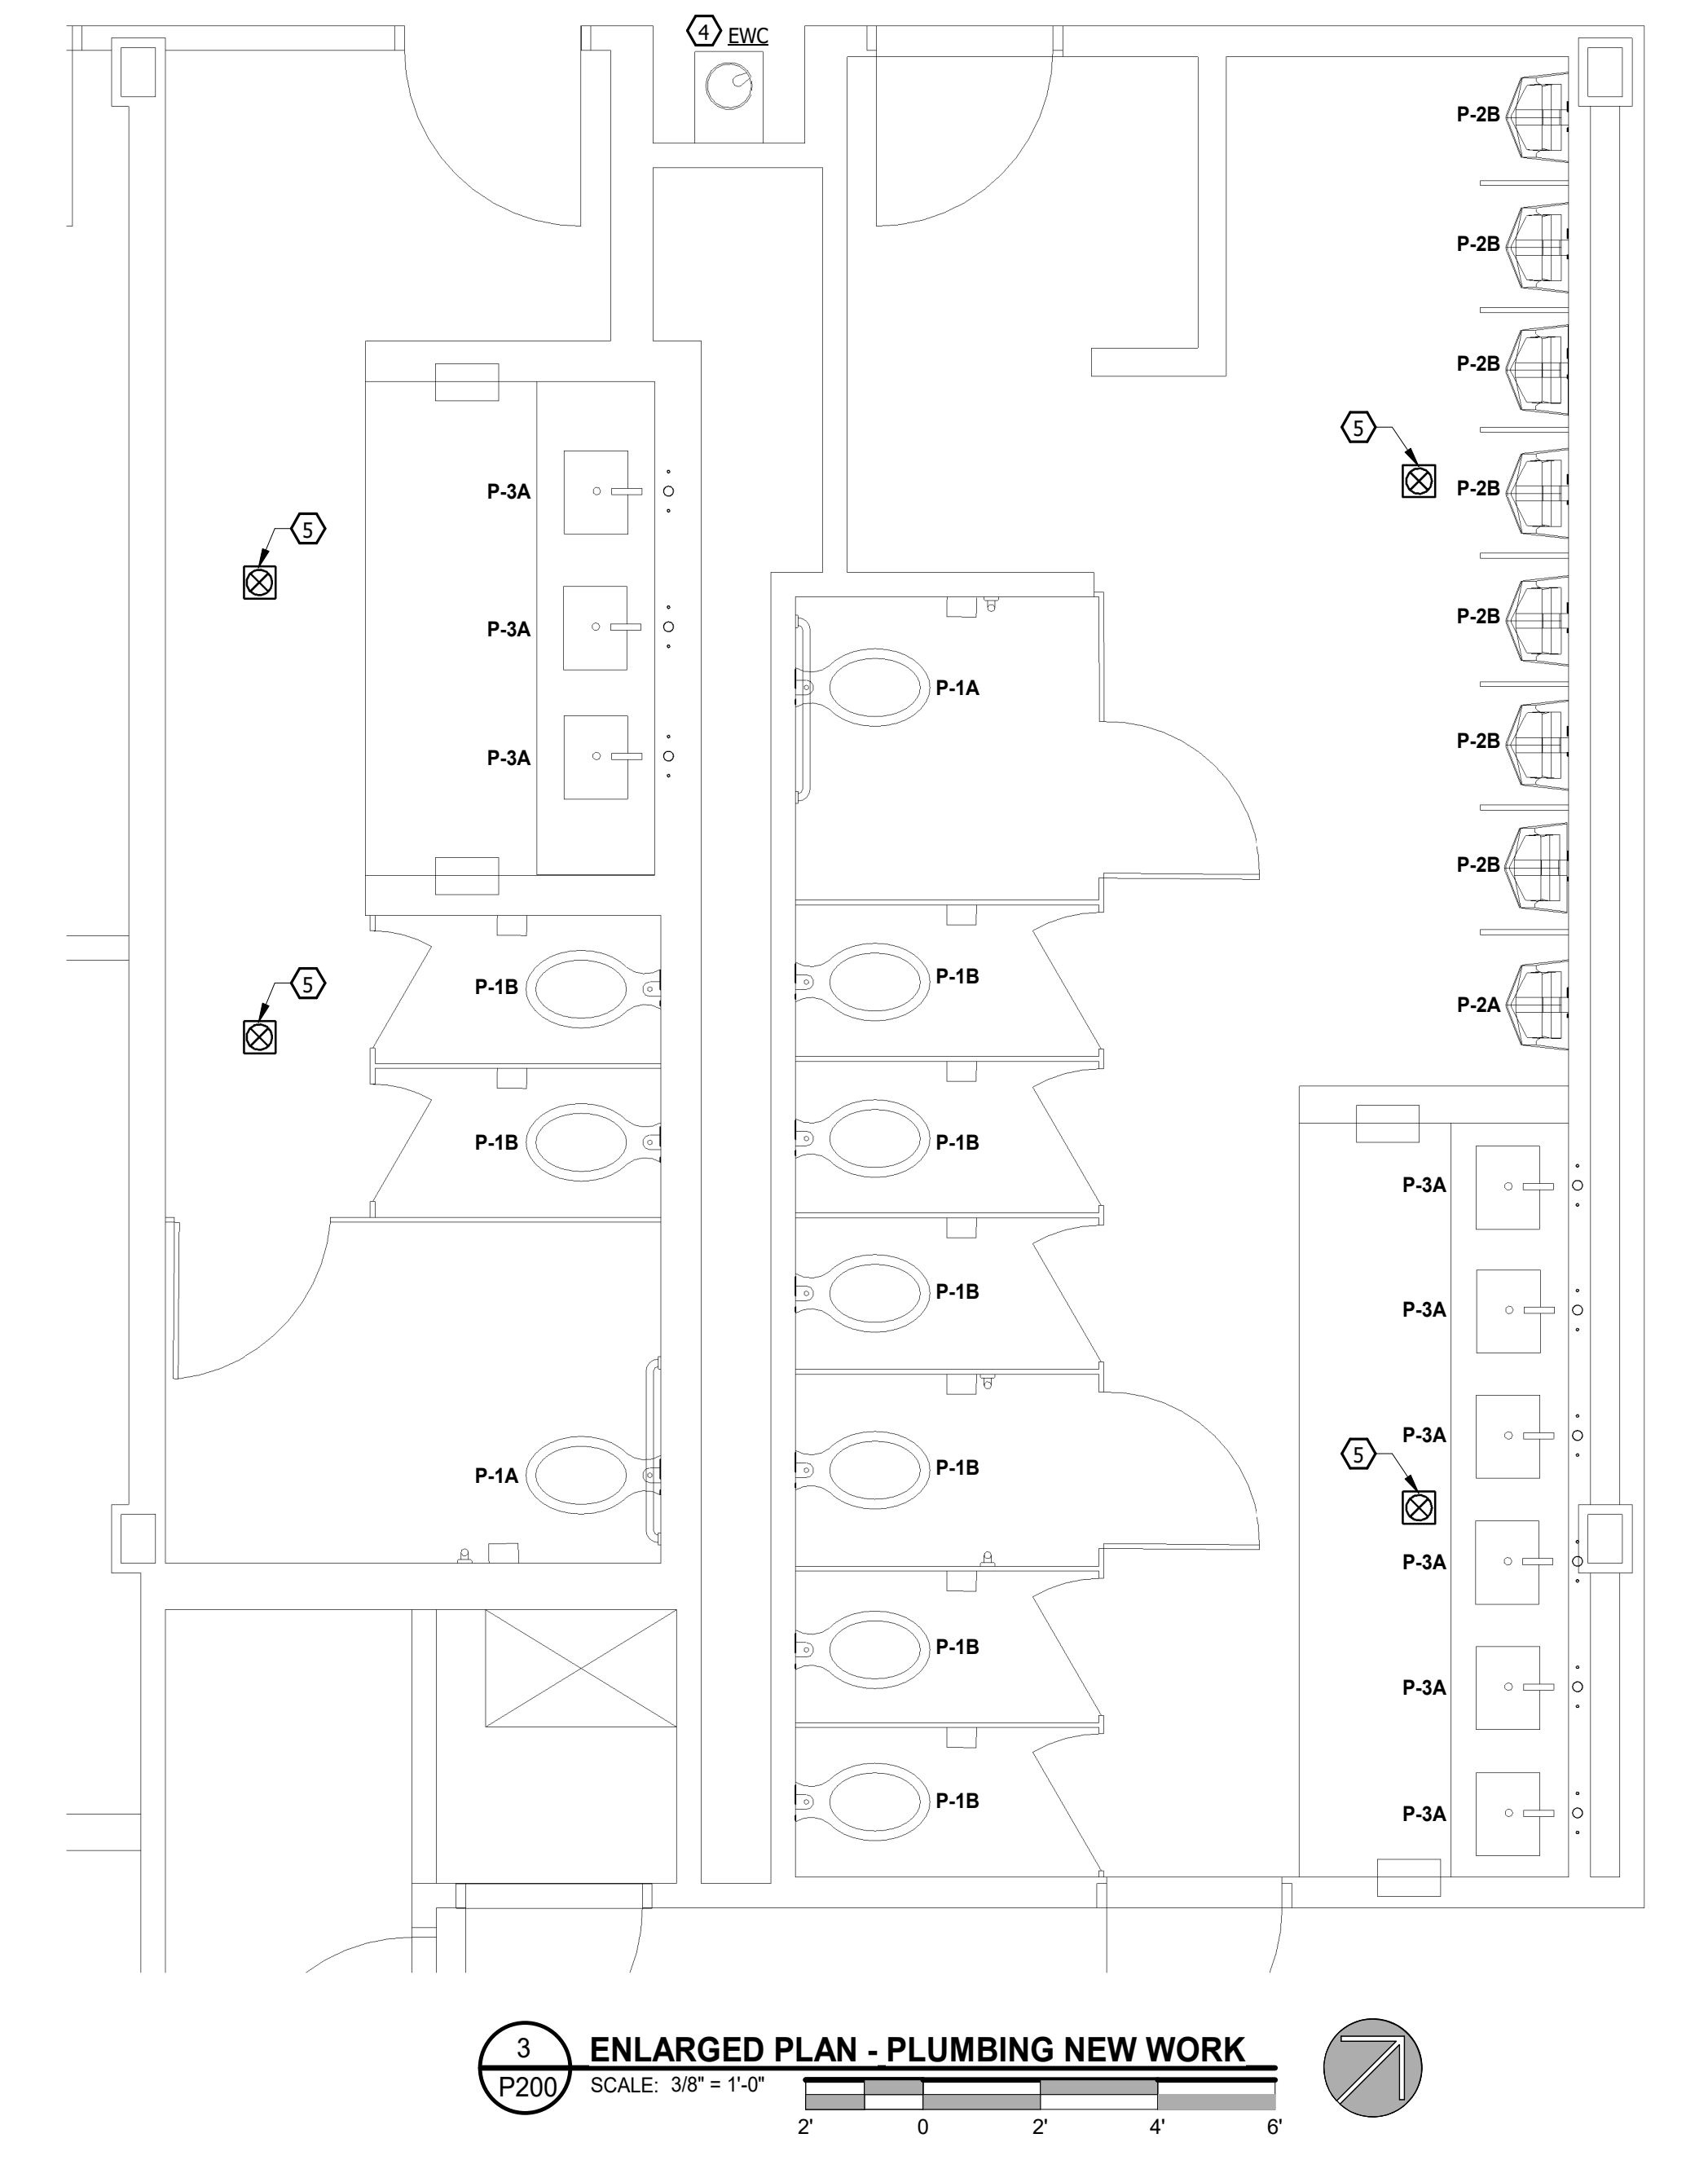 4 EWC
P-2B
P-2B
P-2B
5
P-3A
P-2B
5
P-3A
P-2B
P-1A
P-3A
P-2B
P-2B
P-1B
P-1B
5
P-2A
P-1B
P-1B
P-3A
P-1B
P-3A
P-3A
5
P-1A
P-1B
P-3A
P-1B
P-3A
P-1B
P-3A
3
P200
ENLARGED PLAN - PLUMBING NEW WORK
SCALE: 3/8" = 1'-0"
2' 0 2' 4' 6'